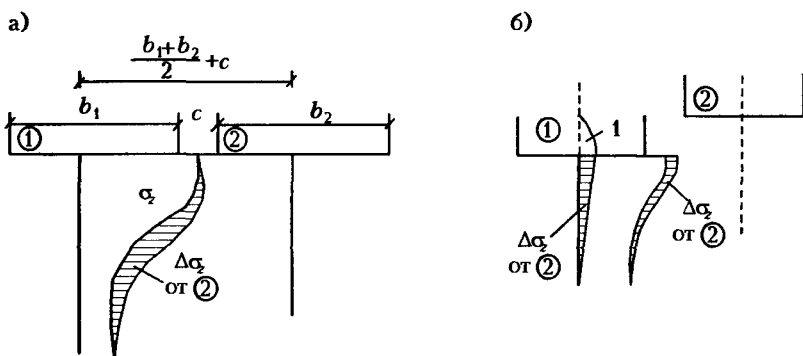 а)
b₁+b₂
2
+c
b₁
c
b₂
①
②
σz
Δσz
от ②
б)
①
1
②
Δσz
от ②
Δσz
от ②